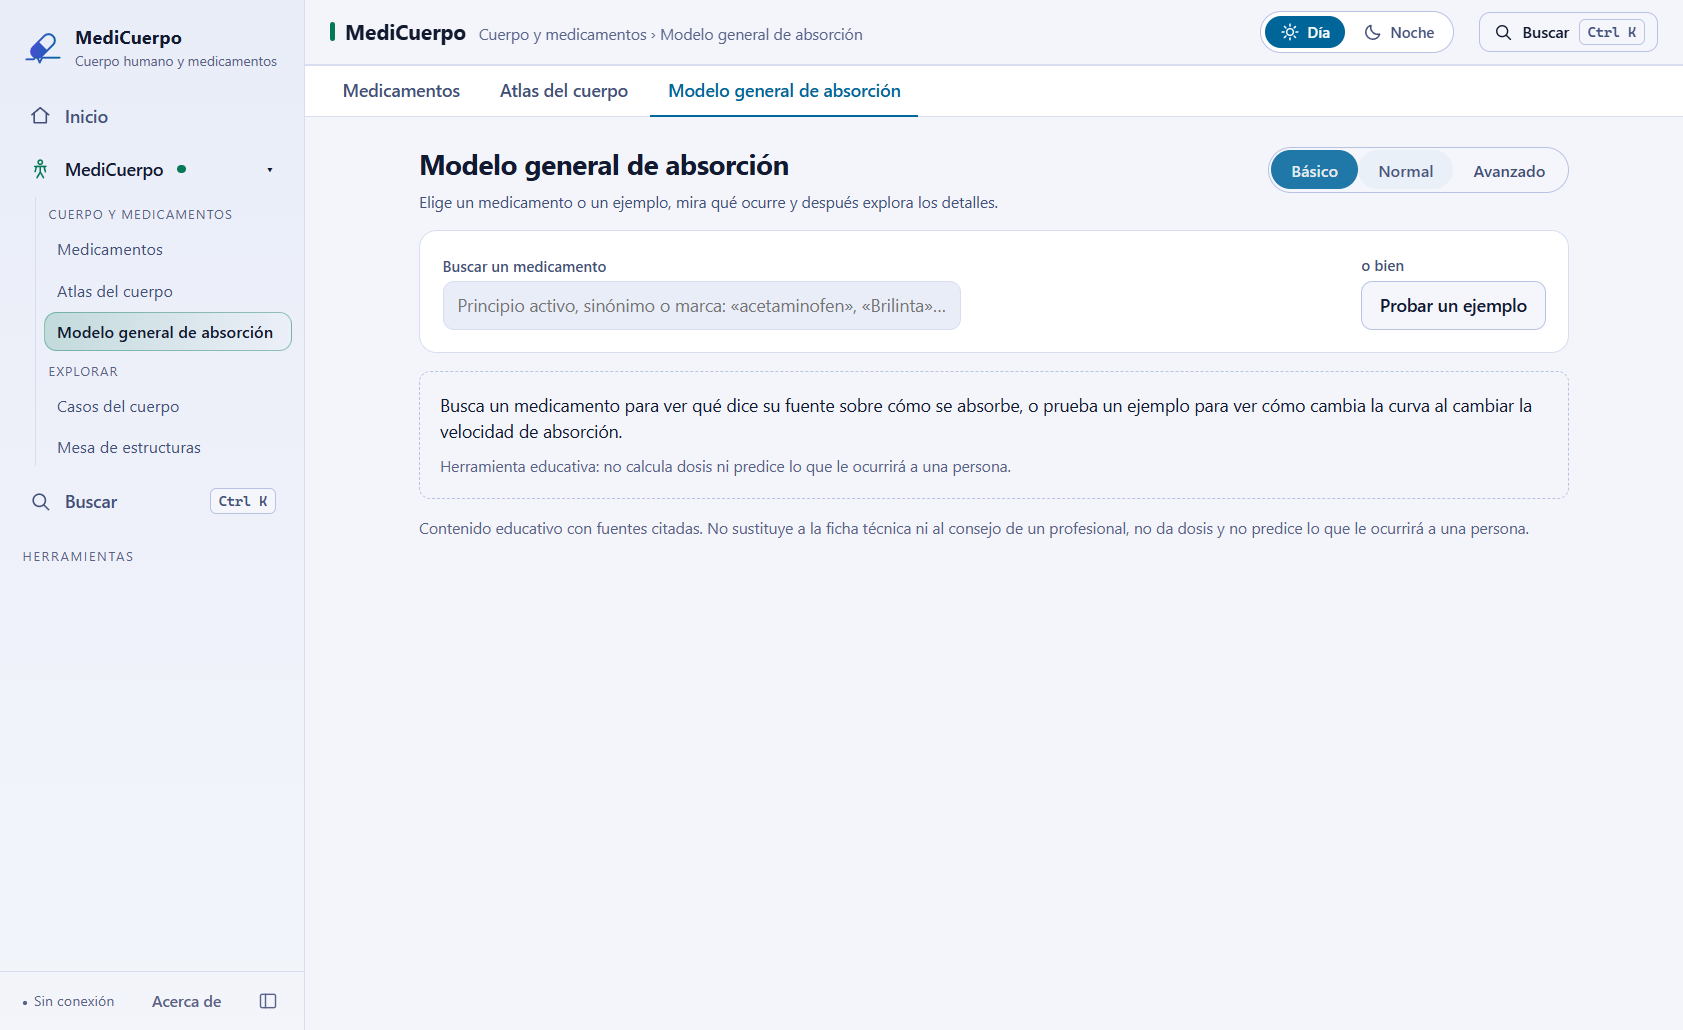 MediCuerpo
Cuerpo humano y medicamentos
Inicio
MediCuerpo
CUERPO Y MEDICAMENTOS
Medicamentos
Atlas del cuerpo
Modelo general de absorción
EXPLORAR
Casos del cuerpo
Mesa de estructuras
Buscar Ctrl K
HERRAMIENTAS
Sin conexión Acerca de
MediCuerpo Cuerpo y medicamentos › Modelo general de absorción
Día Noche
Buscar Ctrl K
Medicamentos Atlas del cuerpo Modelo general de absorción
Modelo general de absorción
Elige un medicamento o un ejemplo, mira qué ocurre y después explora los detalles.
Básico Normal Avanzado
Buscar un medicamento
Principio activo, sinónimo o marca: «acetaminofen», «Brilinta»...
o bien
Probar un ejemplo
Busca un medicamento para ver qué dice su fuente sobre cómo se absorbe, o prueba un ejemplo para ver cómo cambia la curva al cambiar la
velocidad de absorción.
Herramienta educativa: no calcula dosis ni predice lo que le ocurrirá a una persona.
Contenido educativo con fuentes citadas. No sustituye a la ficha técnica ni al consejo de un profesional, no da dosis y no predice lo que le ocurrirá a una persona.